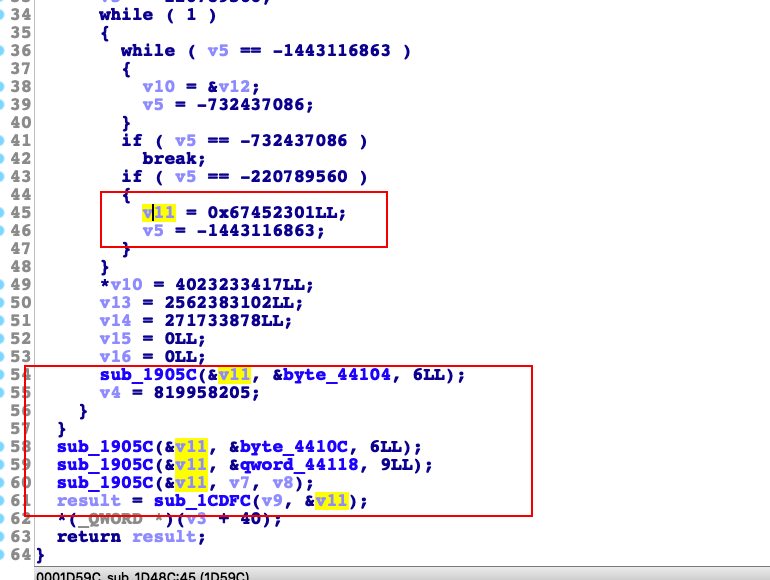 34 while ( 1 )
35 {
36 while ( v5 == -1443116863 )
37 {
38 v10 = &v12;
39 v5 = -732437086;
40 }
41 if ( v5 == -732437086 )
42 break;
43 if ( v5 == -220789560 )
44 {
45 v11 = 0x67452301LL;
46 v5 = -1443116863;
47 }
48 }
49 *v10 = 4023233417LL;
50 v13 = 2562383102LL;
51 v14 = 271733878LL;
52 v15 = 0LL;
53 v16 = 0LL;
54 sub_1905C(&v11, &byte_44104, 6LL);
55 v4 = 819958205;
56 }
57 }
58 sub_1905C(&v11, &byte_4410C, 6LL);
59 sub_1905C(&v11, &qword_44118, 9LL);
60 sub_1905C(&v11, v7, v8);
61 result = sub_1CDFC(v9, &v11);
62 *(_QWORD *)(v3 + 40);
63 return result;
64 }
0001D59C sub_1D48C:45 (1D59C)